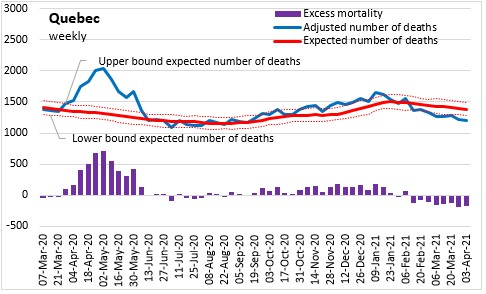 3000
2500
2000
1500
1000
500
0
-500
Quebec
weekly
Excess mortality
Adjusted number of deaths
Expected number of deaths
Upper bound expected number of deaths
Lower bound expected number of deaths
07-Mar-20
21-Mar-20
04-Apr-20
18-Apr-20
02-May-20
16-May-20
30-May-20
13-Jun-20
27-Jun-20
11-Jul-20
25-Jul-20
08-Aug-20
22-Aug-20
05-Sep-20
19-Sep-20
03-Oct-20
17-Oct-20
31-Oct-20
14-Nov-20
28-Nov-20
12-Dec-20
26-Dec-20
09-Jan-21
23-Jan-21
06-Feb-21
20-Feb-21
06-Mar-21
20-Mar-21
03-Apr-21